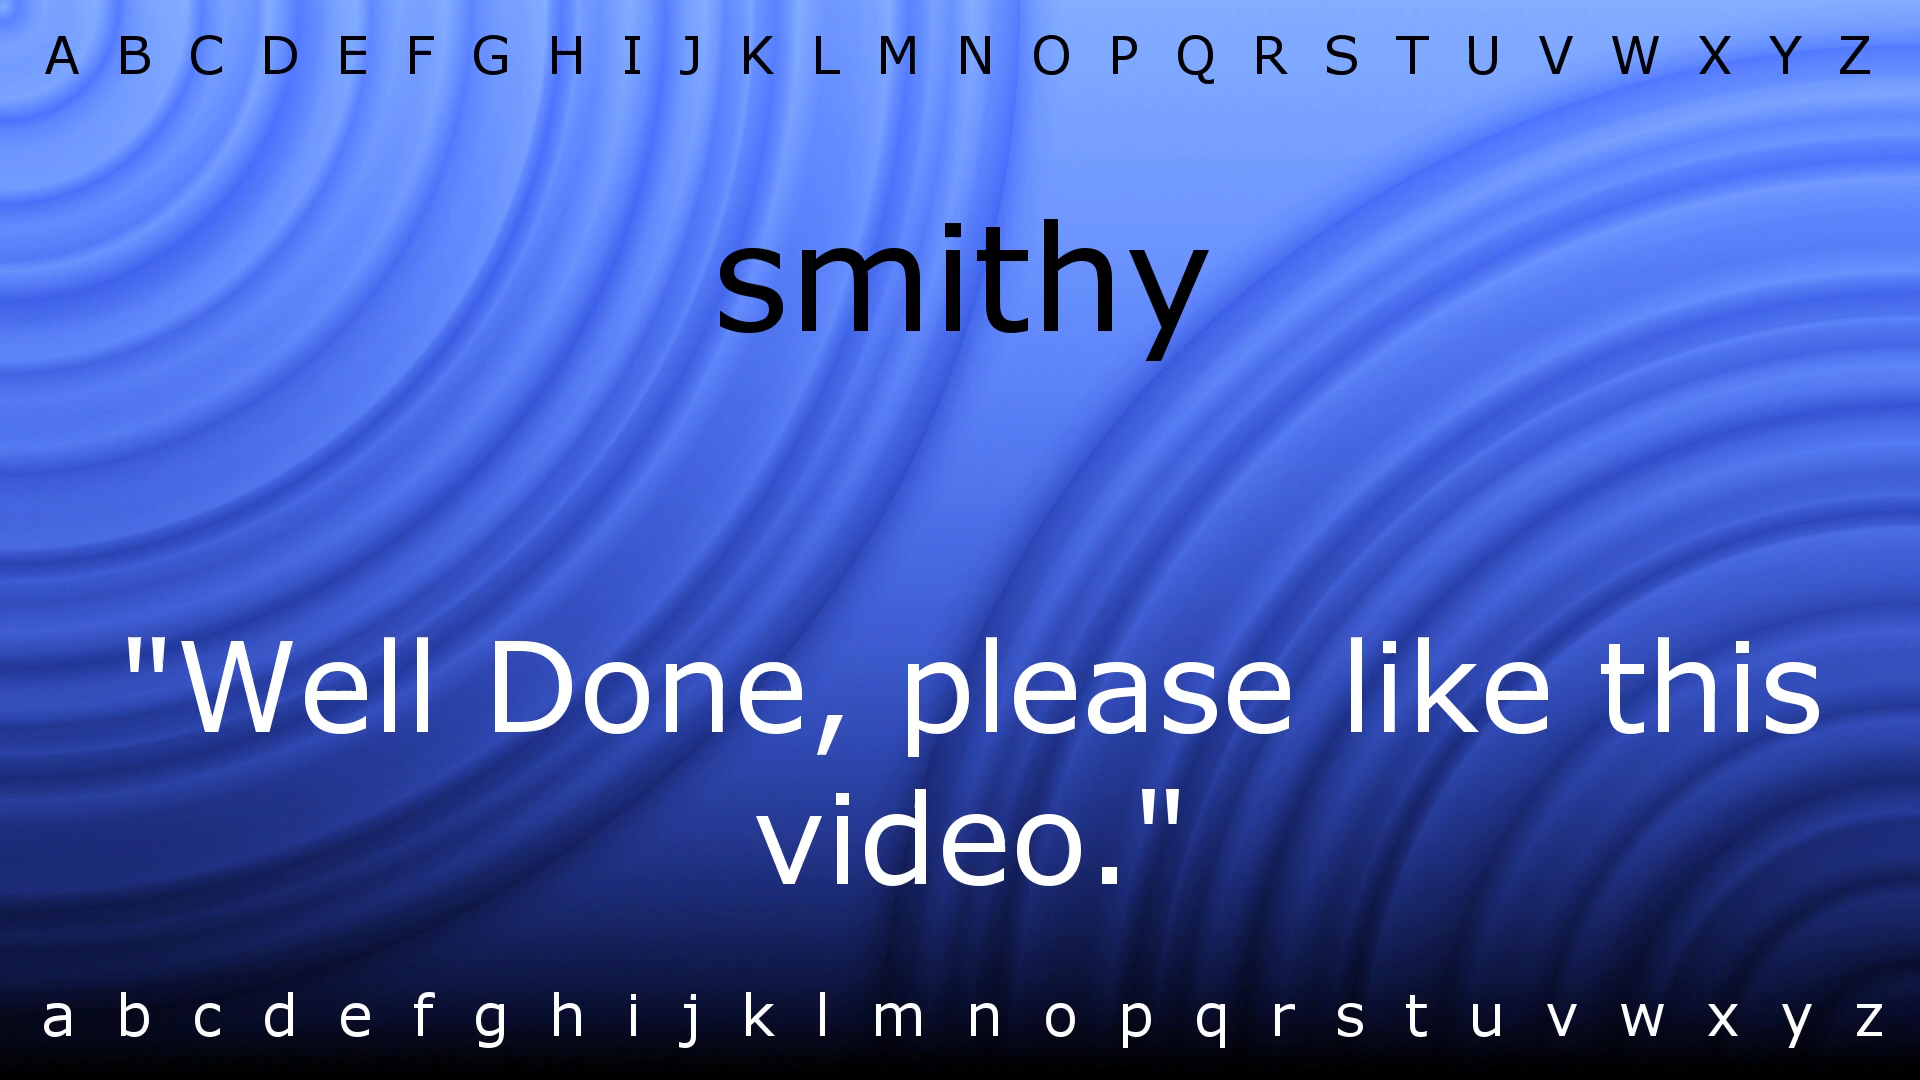 A B C D E F G H I J K L M N O P Q R S T U V W X Y Z
smithy
"Well Done, please like this
video."
a b c d e f g h i j k l m n o p q r s t u v w x y z